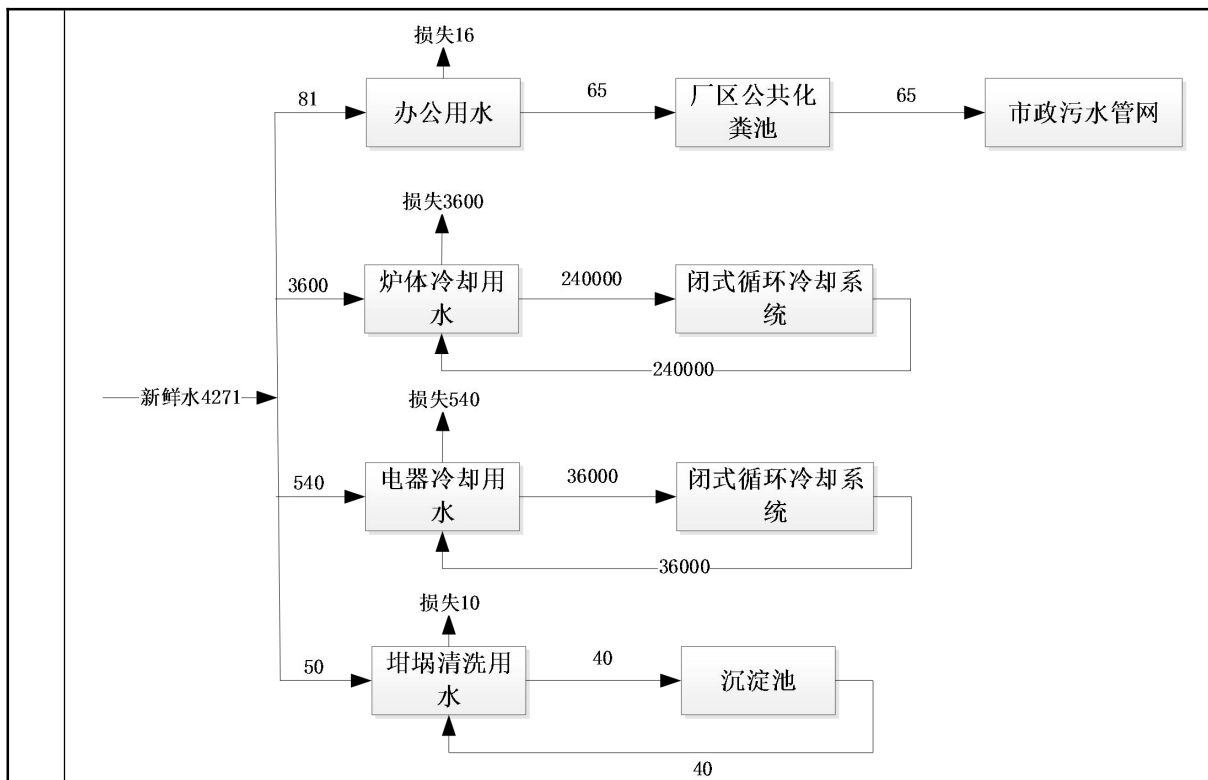 损失16
81
办公用水
65
厂区公共化
粪池
65
市政污水管网
损失3600
3600
炉体冷却用
水
240000
闭式循环冷却系
统
240000
新鲜水4271
损失540
540
电器冷却用
水
36000
闭式循环冷却系
统
36000
损失10
50
坩埚清洗用
水
40
沉淀池
40